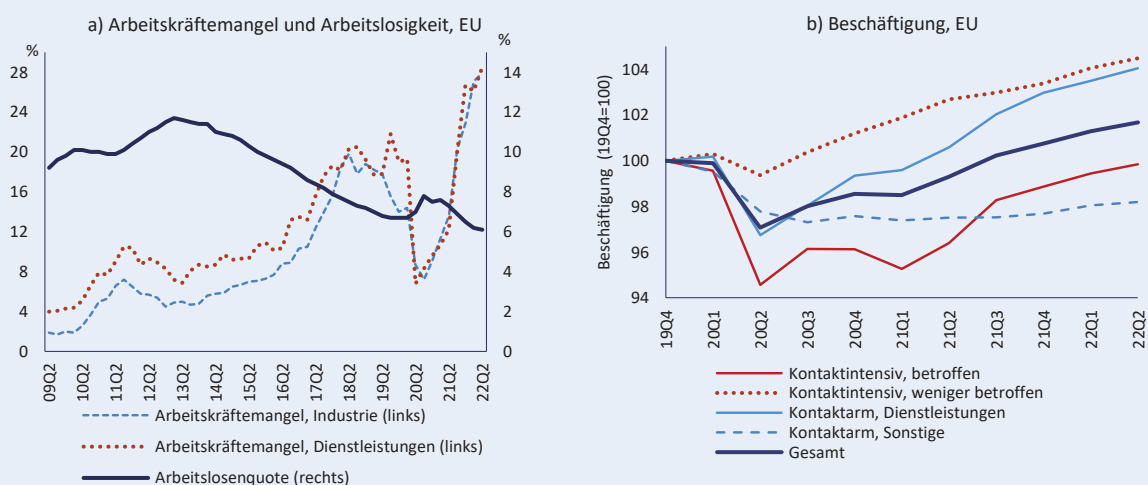 a) Arbeitskräftemangel und Arbeitslosigkeit, EU
% %
28 14
24 12
20 10
16 8
12 6
8 4
4 2
0 0
09Q2 10Q2 11Q2 12Q2 13Q2 14Q2 15Q2 16Q2 17Q2 18Q2 19Q2 20Q2 21Q2 22Q2
Arbeitskräftemangel, Industrie (links)
Arbeitskräftemangel, Dienstleistungen (links)
Arbeitslosenquote (rechts)
b) Beschäftigung, EU
Beschäftigung (19Q4=100)
104
102
100
98
96
94
19Q4 20Q1 20Q2 20Q3 20Q4 21Q1 21Q2 21Q3 21Q4 22Q1 22Q2
Kontaktintensiv, betroffen
Kontaktintensiv, weniger betroffen
Kontaktarm, Dienstleistungen
Kontaktarm, Sonstige
Gesamt